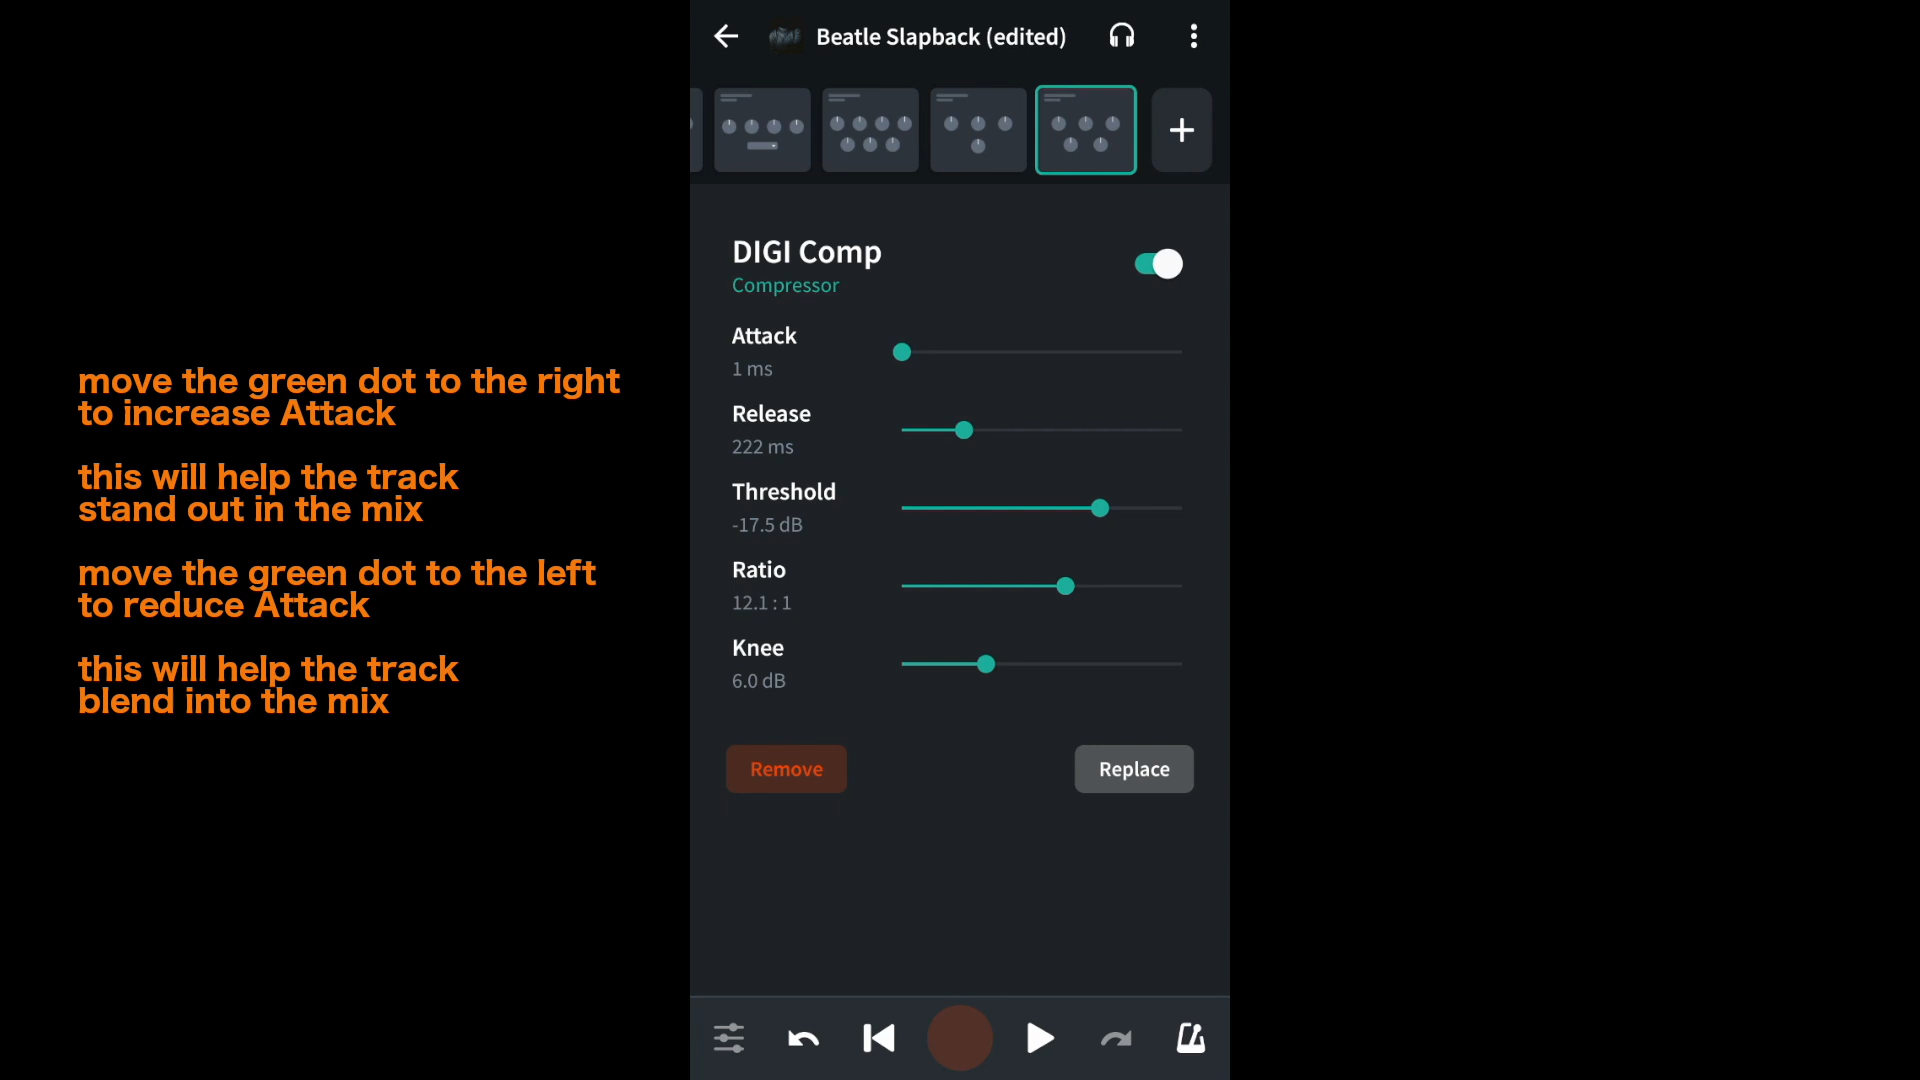 Beatle Slapback (edited)
DIGI Comp
Compressor
Attack
1 ms
Release
222 ms
Threshold
-17.5 dB
Ratio
12.1 : 1
Knee
6.0 dB
Remove
Replace
move the green dot to the right
to increase Attack
this will help the track
stand out in the mix
move the green dot to the left
to reduce Attack
this will help the track
blend into the mix